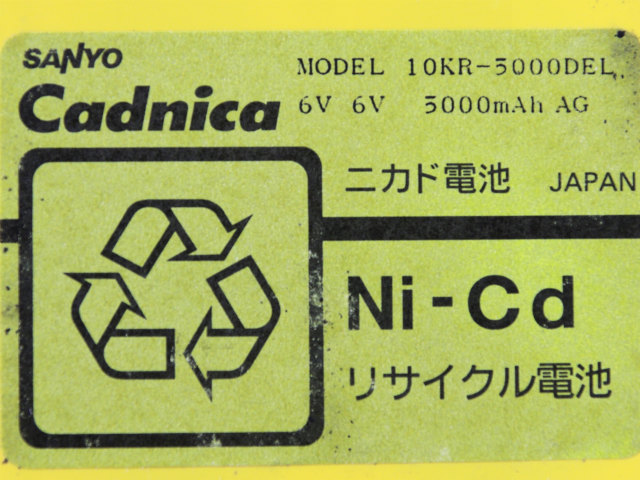 SANYO
Cadnica
MODEL 10KR-5000DEL
6V 6V 5000mAh AG
ニカド電池 JAPAN
Ni-Cd
リサイクル電池